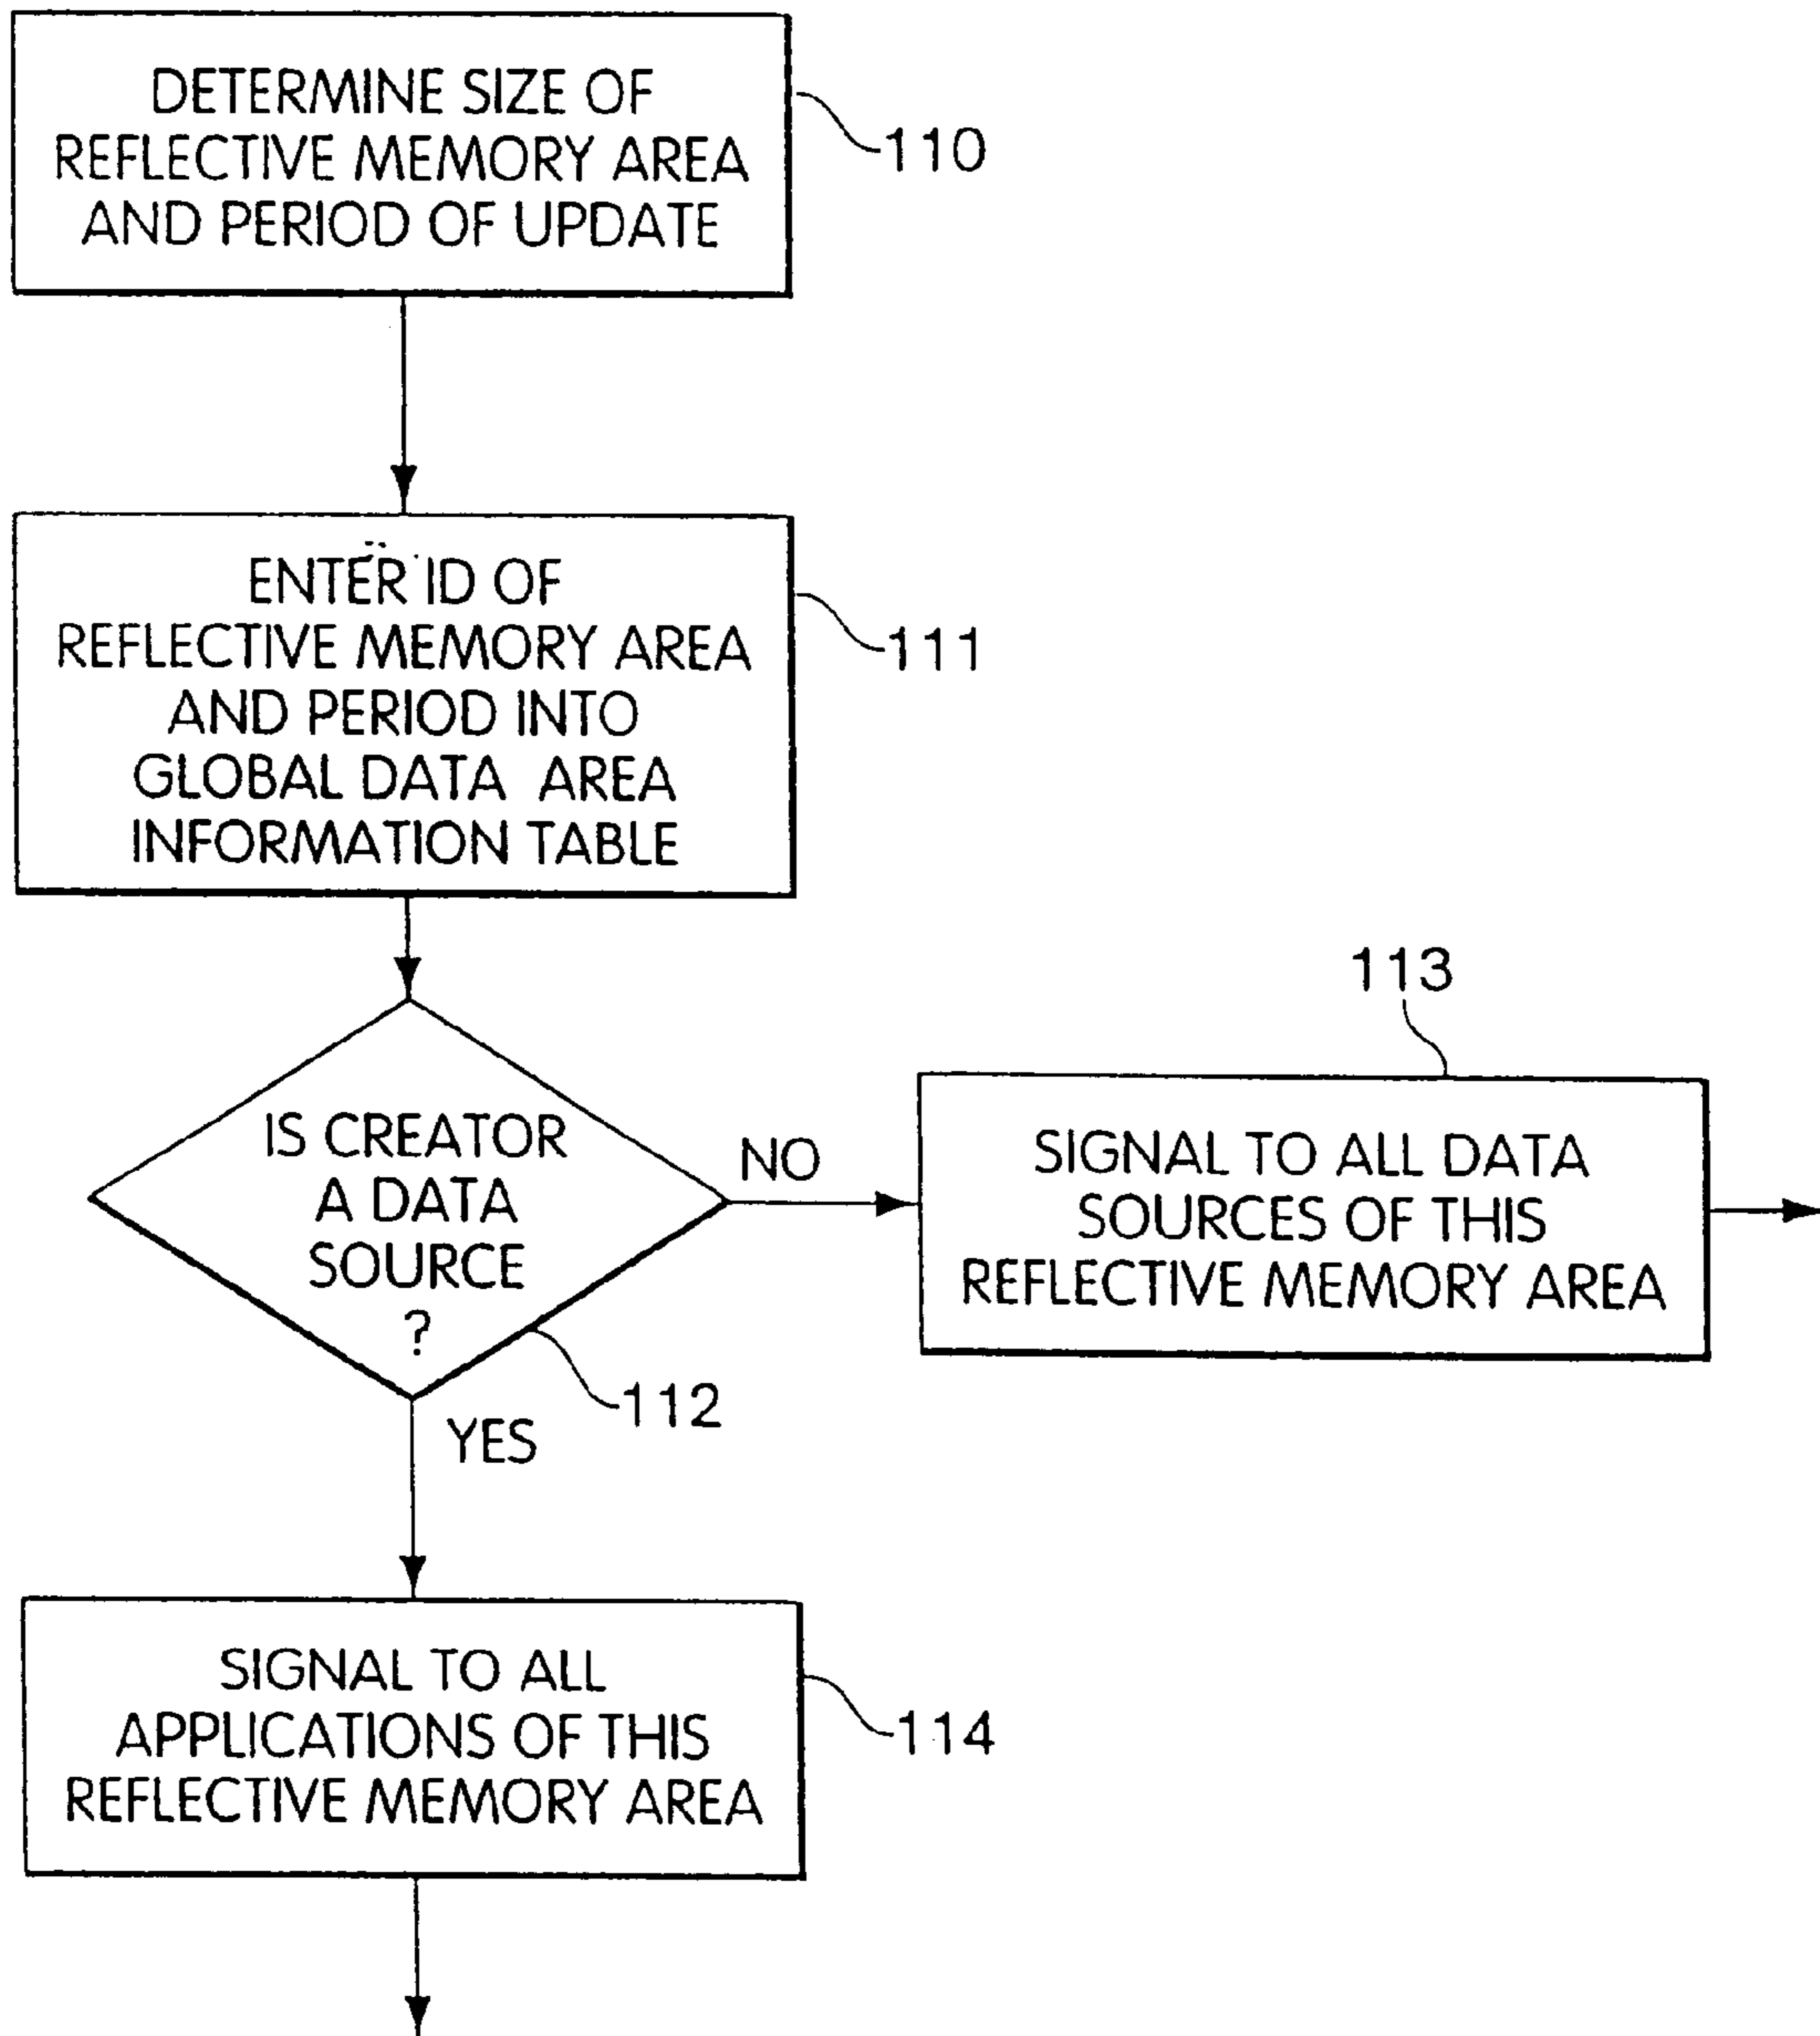 DETERMINE SIZE OF
REFLECTIVE MEMORY AREA
AND PERIOD OF UPDATE
110
ENTER ID OF
REFLECTIVE MEMORY AREA
AND PERIOD INTO
GLOBAL DATA AREA
INFORMATION TABLE
111
IS CREATOR
A DATA
SOURCE
?
112
NO
113
SIGNAL TO ALL DATA
SOURCES OF THIS
REFLECTIVE MEMORY AREA
YES
SIGNAL TO ALL
APPLICATIONS OF THIS
REFLECTIVE MEMORY AREA
114